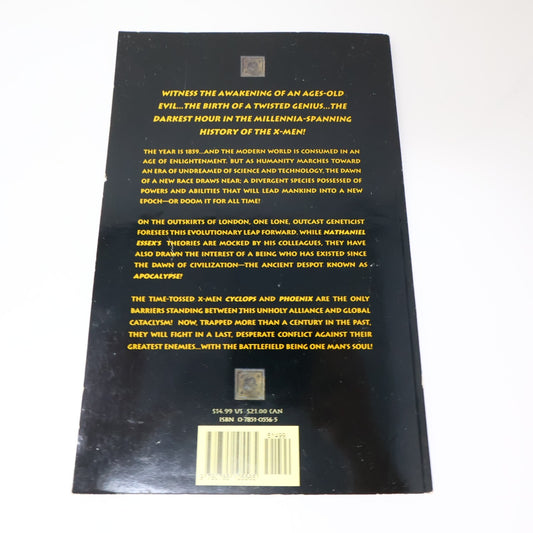 WITNESS THE AWAKENING OF AN AGES-OLD
EVIL...THE BIRTH OF A TWISTED GENIUS...THE
DARKEST HOUR IN THE MILLENNIA-SPANNING
HISTORY OF THE X-MEN!
THE YEAR IS 1859...AND THE MODERN WORLD IS CONSUMED IN AN
AGE OF ENLIGHTENMENT. BUT AS HUMANITY MARCHES TOWARD
AN ERA OF UNDREAMED OF SCIENCE AND TECHNOLOGY, THE DAWN
OF A NEW RACE DRAWS NEAR: A DIVERGENT SPECIES POSSESSED OF
POWERS AND ABILITIES THAT WILL LEAD MANKIND INTO A NEW
EPOCH—OR DOOM IT FOR ALL TIME!
ON THE OUTSKIRTS OF LONDON, ONE LONE, OUTCAST GENETICIST
FORESEES THIS EVOLUTIONARY LEAP FORWARD. WHILE NATHANIEL
ESSEX'S THEORIES ARE MOCKED BY HIS COLLEAGUES, THEY HAVE
ALSO DRAWN THE INTEREST OF A BEING WHO HAS EXISTED SINCE
THE DAWN OF CIVILIZATION—THE ANCIENT DESPOT KNOWN AS
APOCALYPSE!
THE TIME-TOSSED X-MEN CYCLOPS AND PHOENIX ARE THE ONLY
BARRIERS STANDING BETWEEN THIS UNHOLY ALLIANCE AND GLOBAL
CATACLYSM! NOW, TRAPPED MORE THAN A CENTURY IN THE PAST,
THEY WILL FIGHT IN A LAST, DESPERATE CONFLICT AGAINST THEIR
GREATEST ENEMIES...WITH THE BATTLEFIELD BEING ONE MAN'S SOUL!
$14.99 US $21.00 CAN
ISBN 0-7851-0556-5